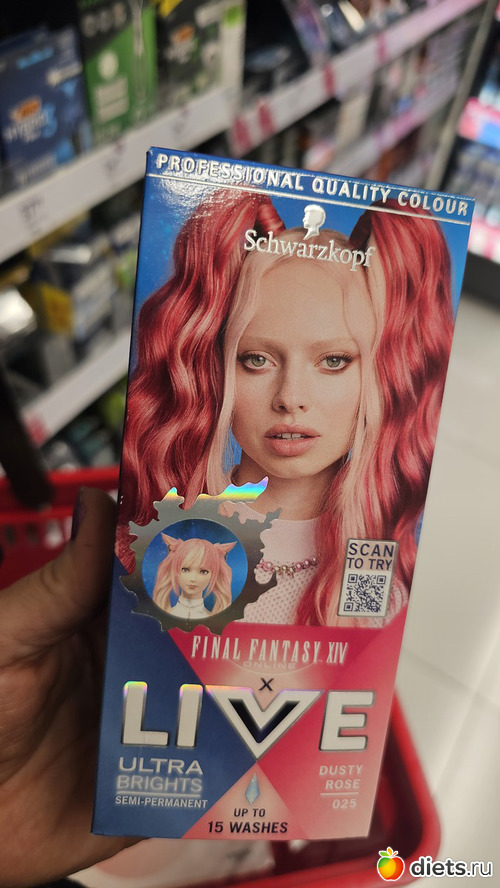 PROFESSIONAL QUALITY COLOUR
Schwarzkopf
SCAN
TO TRY
FINAL FANTASY XIV
ONLINE
X
LIVE
ULTRA
BRIGHTS
SEMI-PERMANENT
DUSTY
ROSE
025
UP TO
15 WASHES
diets.ru